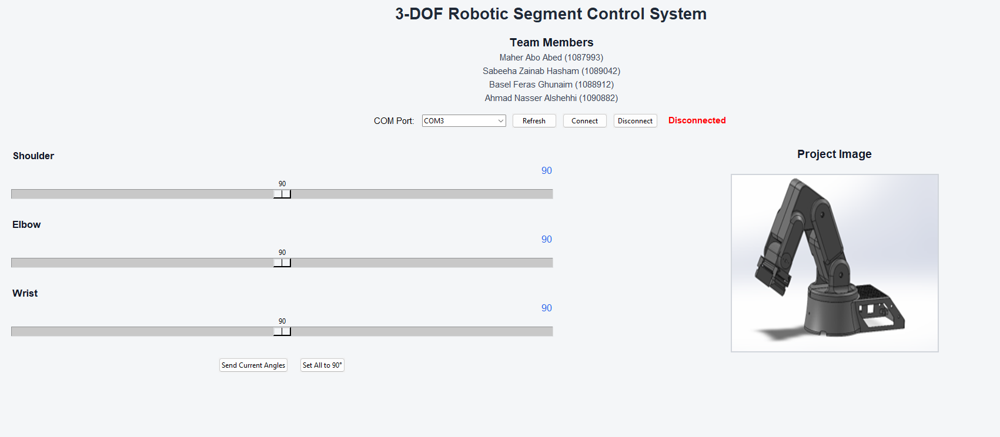 3-DOF Robotic Segment Control System
Team Members
Maher Abo Abed (1087993)
Sabeeha Zainab Hasham (1089042)
Basel Feras Ghunaim (1088912)
Ahmad Nasser Alshehhi (1090882)
COM Port: COM3 Refresh Connect Disconnect Disconnected
Shoulder
90
90
Elbow
90
90
Wrist
90
90
Send Current Angles Set All to 90°
Project Image